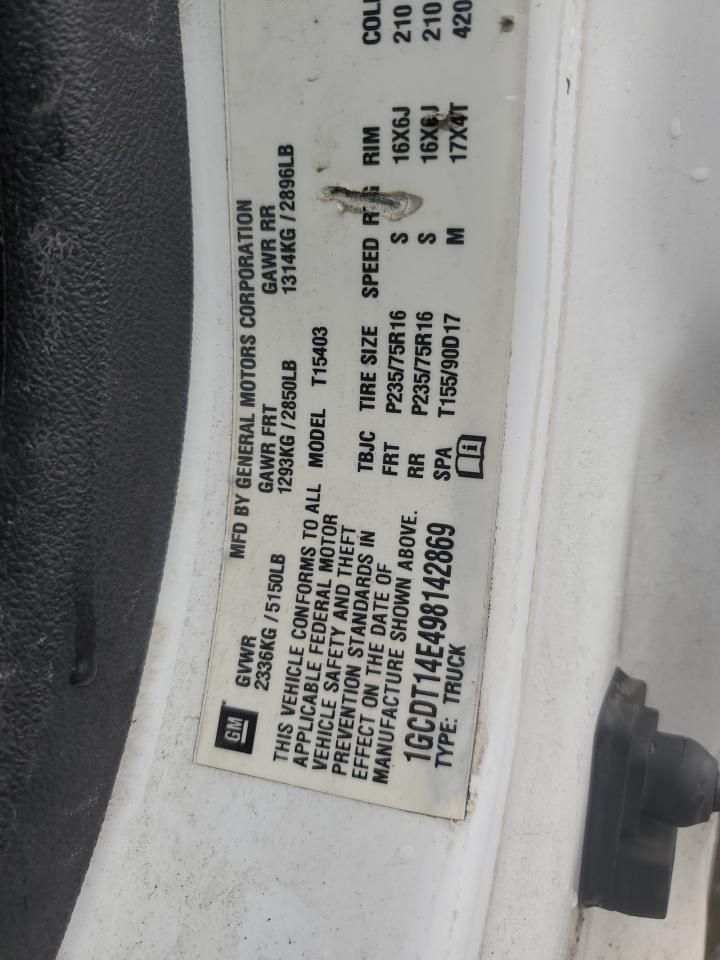 GM
MFD BY GENERAL MOTORS CORPORATION
GVWR GAWR FRT GAWR RR
2336KG / 5150LB 1293KG / 2850LB 1314KG / 2896LB
THIS VEHICLE CONFORMS TO ALL
APPLICABLE FEDERAL MOTOR
VEHICLE SAFETY AND THEFT
PREVENTION STANDARDS IN
EFFECT ON THE DATE OF
MANUFACTURE SHOWN ABOVE.
1GCDT14E498142869
TYPE: TRUCK
MODEL T15403
TBJC TIRE SIZE SPEED RIM
FRT P235/75R16 S 16X6J 210
RR P235/75R16 S 16X6J 210
SPA T155/90D17 M 17X4T 420